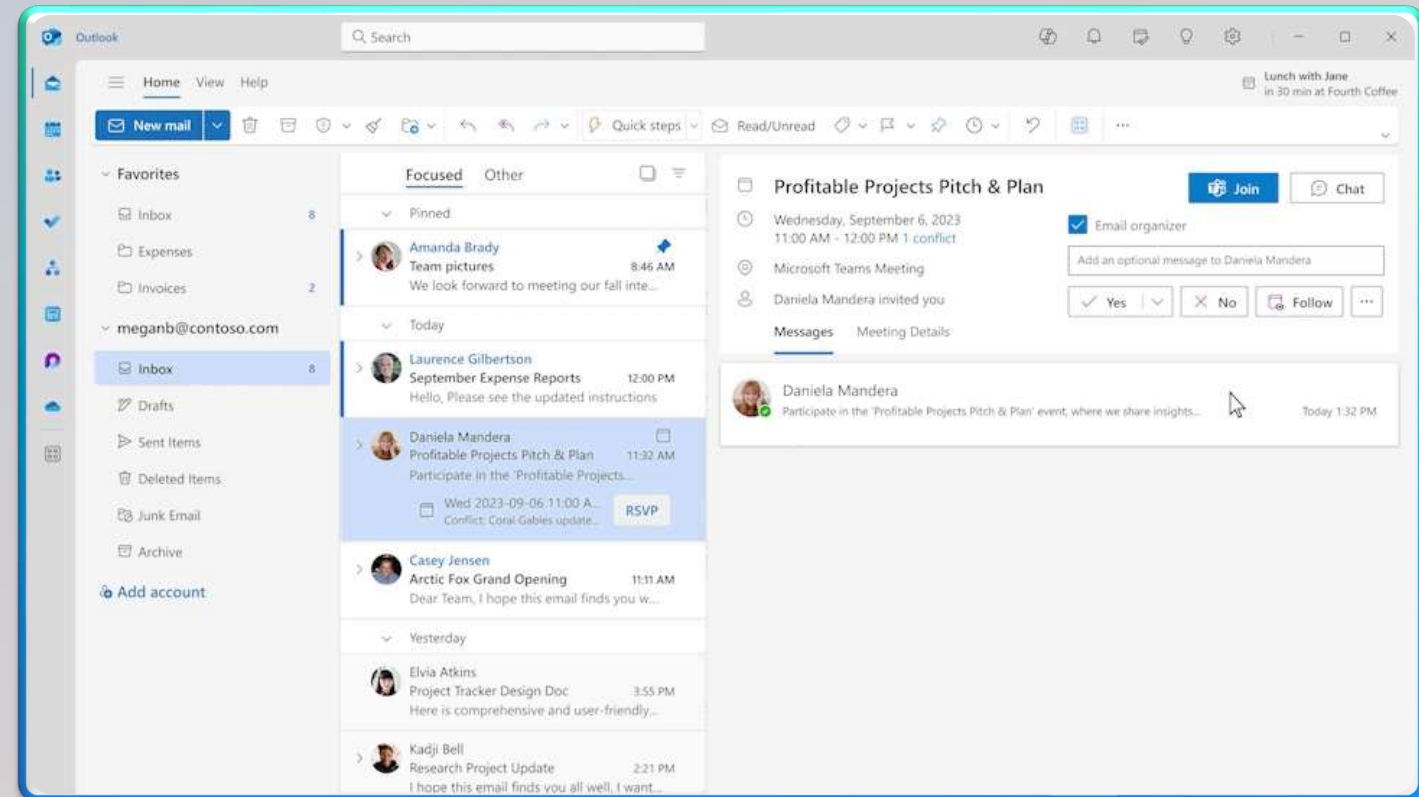 Outlook
Search
Home View Help
Lunch with Jane
in 30 min at Fourth Coffee
New mail
Quick steps
Read/Unread
Favorites
Inbox 8
Expenses
Invoices 2
meganb@contoso.com
Inbox 8
Drafts
Sent Items
Deleted Items
Junk Email
Archive
Add account
Focused Other
Pinned
Amanda Brady
Team pictures 8:46 AM
We look forward to meeting our fall inte...
Today
Laurence Gilbertson
September Expense Reports 12:00 PM
Hello, Please see the updated instructions
Daniela Mandera
Profitable Projects Pitch & Plan 11:32 AM
Participate in the 'Profitable Projects...
Wed 2023-09-06 11:00 A...
Conflict: Coral Gables update...
RSVP
Casey Jensen
Arctic Fox Grand Opening 11:11 AM
Dear Team, I hope this email finds you w...
Yesterday
Elvia Atkins
Project Tracker Design Doc 3:55 PM
Here is comprehensive and user-friendly...
Kadji Bell
Research Project Update 2:21 PM
I hope this email finds you all well, I want...
Profitable Projects Pitch & Plan
Join
Chat
Wednesday, September 6, 2023
11:00 AM - 12:00 PM 1 conflict
Microsoft Teams Meeting
Daniela Mandera invited you
Email organizer
Add an optional message to Daniela Mandera
Yes
No
Follow
...
Messages Meeting Details
Daniela Mandera
Participate in the 'Profitable Projects Pitch & Plan' event, where we share insights...
Today 1:32 PM